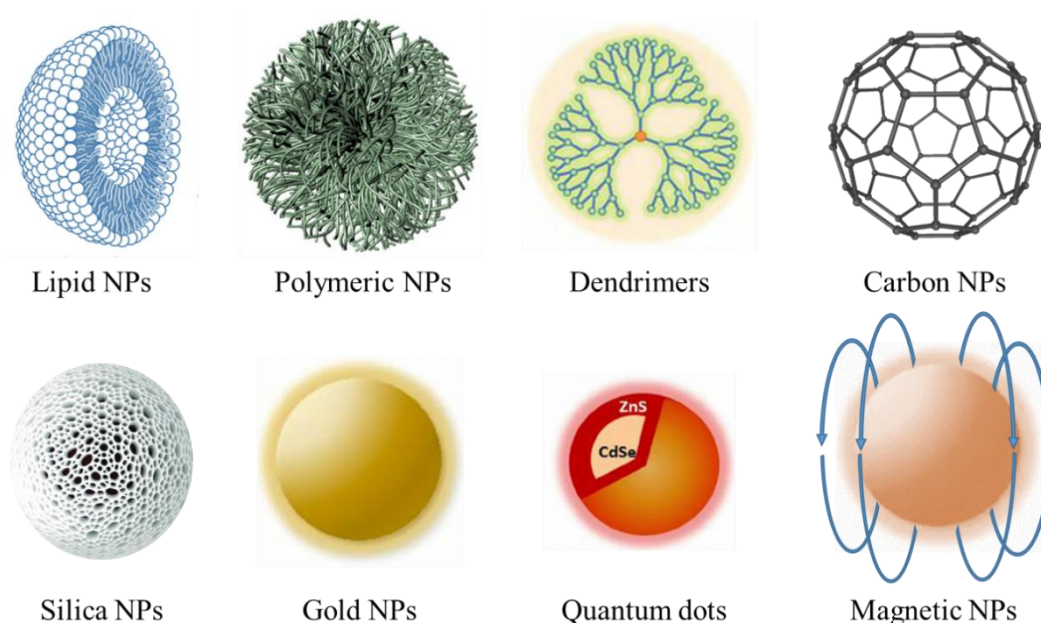 Lipid NPs
Polymeric NPs
Dendrimers
Carbon NPs
ZnS
CdSe
Silica NPs
Gold NPs
Quantum dots
Magnetic NPs